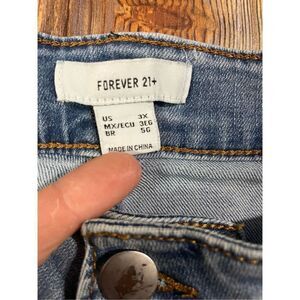 FOREVER 21+
US 3X
MX/ECU 3EG
BR 5G
MADE IN CHINA